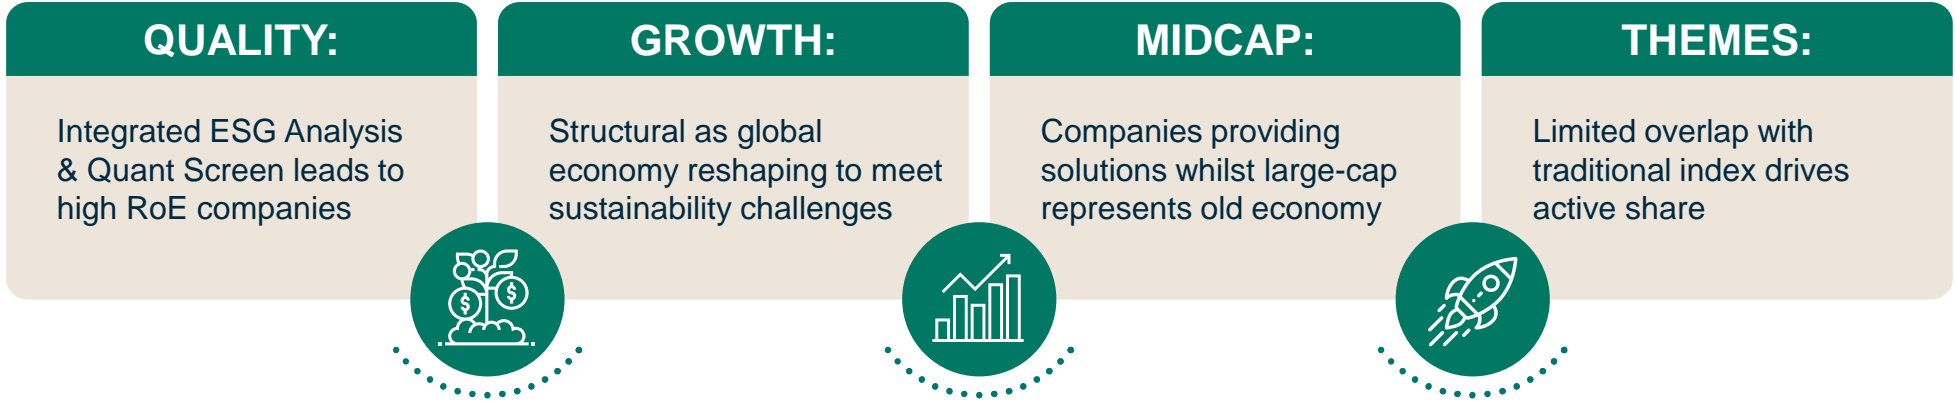 QUALITY:
Integrated ESG Analysis
& Quant Screen leads to
high RoE companies
GROWTH:
Structural as global
economy reshaping to meet
sustainability challenges
MIDCAP:
Companies providing
solutions whilst large-cap
represents old economy
THEMES:
Limited overlap with
traditional index drives
active share
$
$